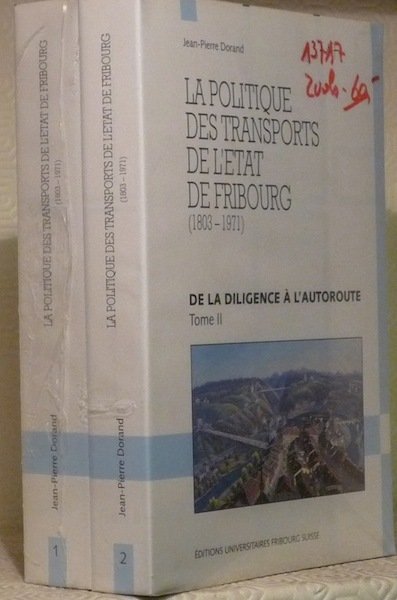 LA POLITIQUE DES TRANSPORTS DE L'ETAT DE FRIBOURG
(1803-1971)
Jean-Pierre Dorand
1
LA POLITIQUE DES TRANSPORTS DE L'ETAT DE FRIBOURG
(1803-1971)
Jean-Pierre Dorand
2
Jean-Pierre Dorand
13717
LA POLITIQUE
DES TRANSPORTS
DE L'ETAT
DE FRIBOURG
(1803-1971)
DE LA DILIGENCE À L'AUTOROUTE
Tome II
ÉDITIONS UNIVERSITAIRES FRIBOURG SUISSE